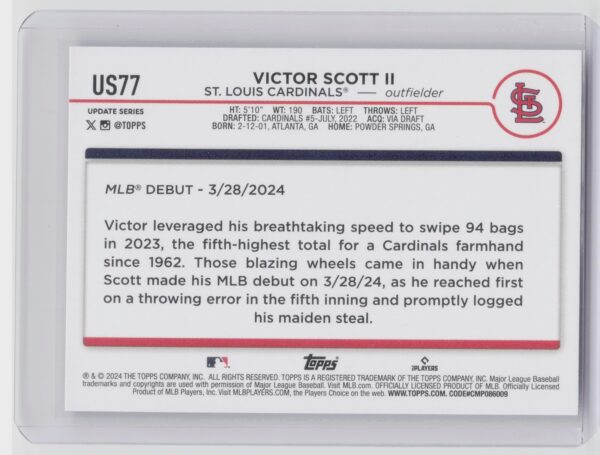 US77
VICTOR SCOTT II
ST. LOUIS CARDINALS® — outfielder
UPDATE SERIES
@TOPPS
HT: 5'10" WT: 190 BATS: LEFT THROWS: LEFT
DRAFTED: CARDINALS #5-JULY, 2022 ACQ: VIA DRAFT
BORN: 2-12-01, ATLANTA, GA HOME: POWDER SPRINGS, GA
MLB® DEBUT - 3/28/2024
Victor leveraged his breathtaking speed to swipe 94 bags
in 2023, the fifth-highest total for a Cardinals farmhand
since 1962. Those blazing wheels came in handy when
Scott made his MLB debut on 3/28/24, as he reached first
on a throwing error in the fifth inning and promptly logged
his maiden steal.
Topps
PLAYERS
® & © 2024 THE TOPPS COMPANY, INC. ALL RIGHTS RESERVED. TOPPS IS A REGISTERED TRADEMARK OF THE TOPPS COMPANY, INC. Major League Baseball
trademarks and copyrights are used with permission of Major League Baseball. Visit MLB.com. OFFICIALLY LICENSED PRODUCT OF MLB. Officially Licensed
Product of MLB Players, Inc. Visit MLBPLAYERS.COM, the Players Choice on the web. WWW.TOPPS.COM. CODE#CMP086009